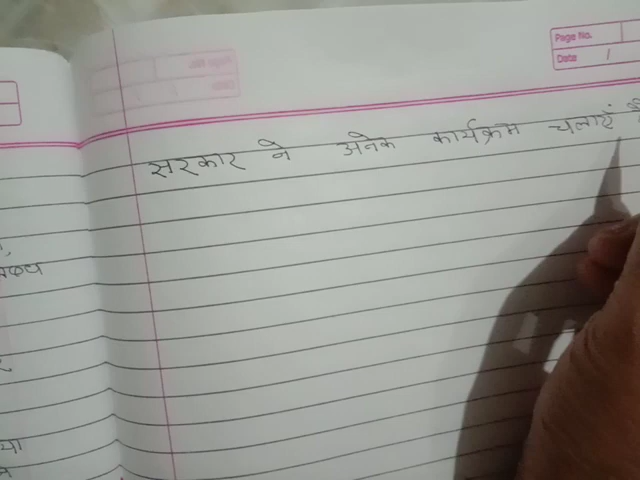 Page No.
Date /
सरकार ने अनेक कार्यक्रम चलाएं